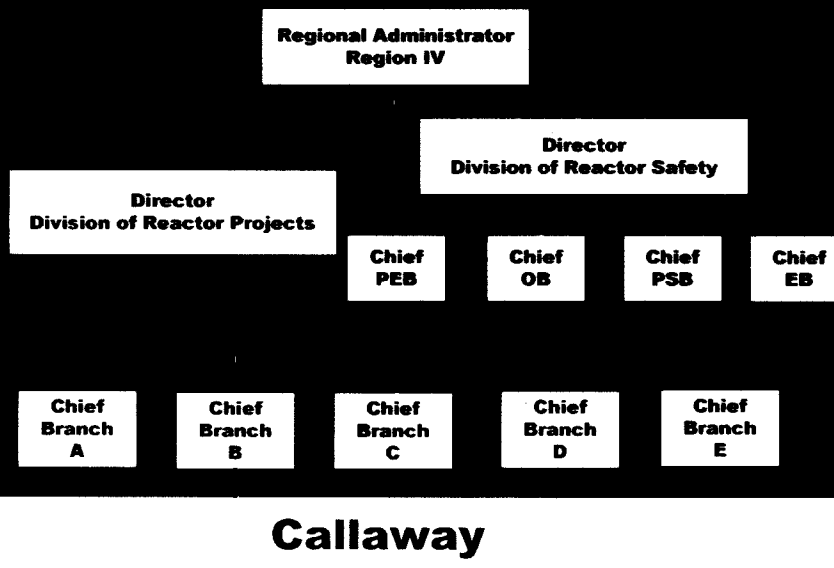 Regional Administrator
Region IV
Director
Division of Reactor Safety
Director
Division of Reactor Projects
Chief
PEB
Chief
OB
Chief
PSB
Chief
EB
Chief
Branch
A
Chief
Branch
B
Chief
Branch
C
Chief
Branch
D
Chief
Branch
E
Callaway